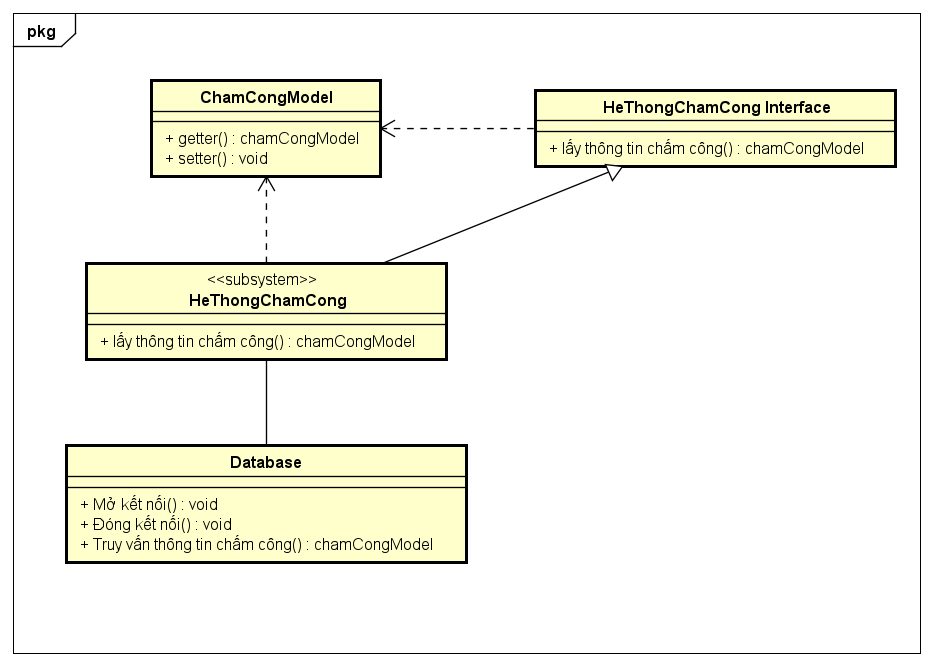 pkg
ChamCongModel
+ getter() : chamCongModel
+ setter() : void
HeThongChamCong Interface
+ lấy thông tin chấm công() : chamCongModel
<<subsystem>>
HeThongChamCong
+ lấy thông tin chấm công() : chamCongModel
Database
+ Mở kết nối() : void
+ Đóng kết nối() : void
+ Truy vấn thông tin chấm công() : chamCongModel